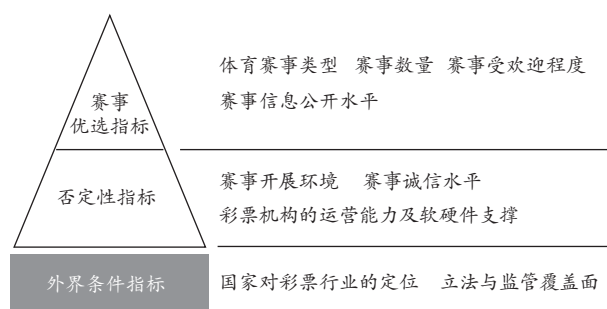 体育赛事类型 赛事数量 赛事受欢迎程度
赛事信息公开水平
赛事
优选指标
赛事开展环境 赛事诚信水平
彩票机构的运营能力及软硬件支撑
否定性指标
外界条件指标
国家对彩票行业的定位 立法与监管覆盖面